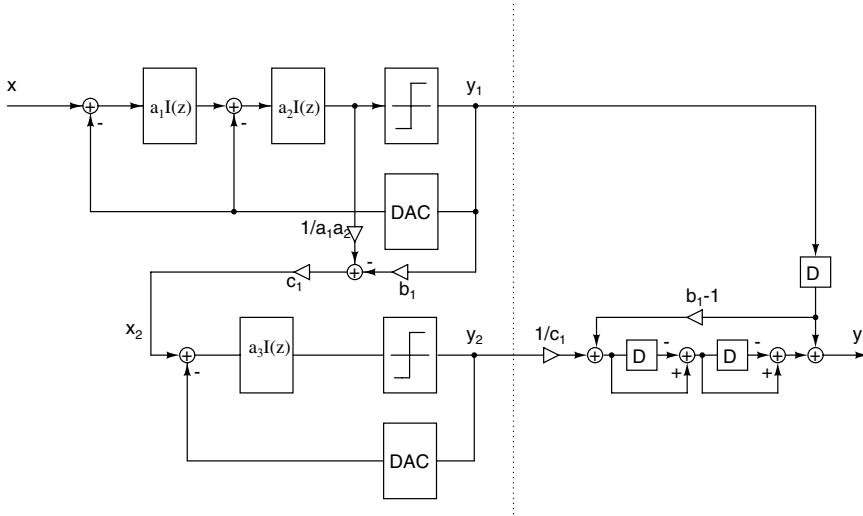 x
a₁I(z)
a₂I(z)
y₁
-
-
DAC
1/a₁a₂
-
c₁
b₁
D
b₁-1
x₂
a₃I(z)
y₂
1/c₁
-
D
-
+
D
-
+
y
DAC